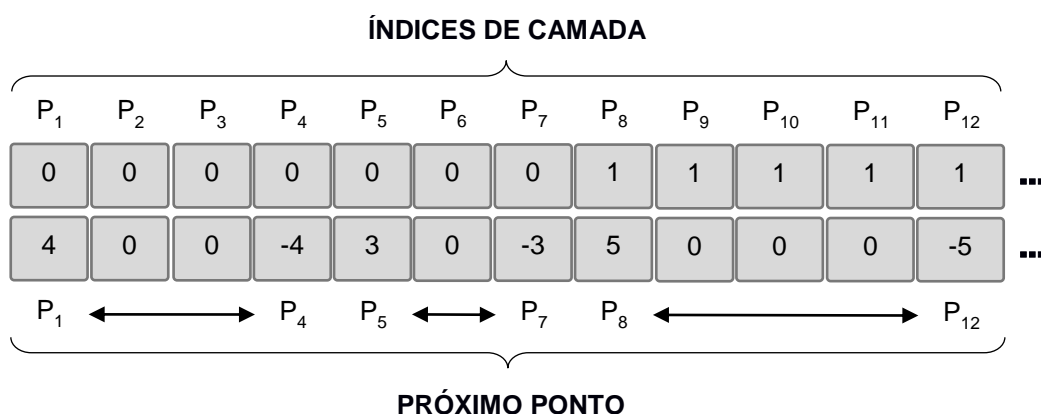 ÍNDICES DE CAMADA
P₁ P₂ P₃ P₄ P₅ P₆ P₇ P₈ P₉ P₁₀ P₁₁ P₁₂
0 0 0 0 0 0 0 1 1 1 1 1 ...
4 0 0 -4 3 0 -3 5 0 0 0 -5 ...
P₁ P₄ P₅ P₇ P₈ P₁₂
PRÓXIMO PONTO